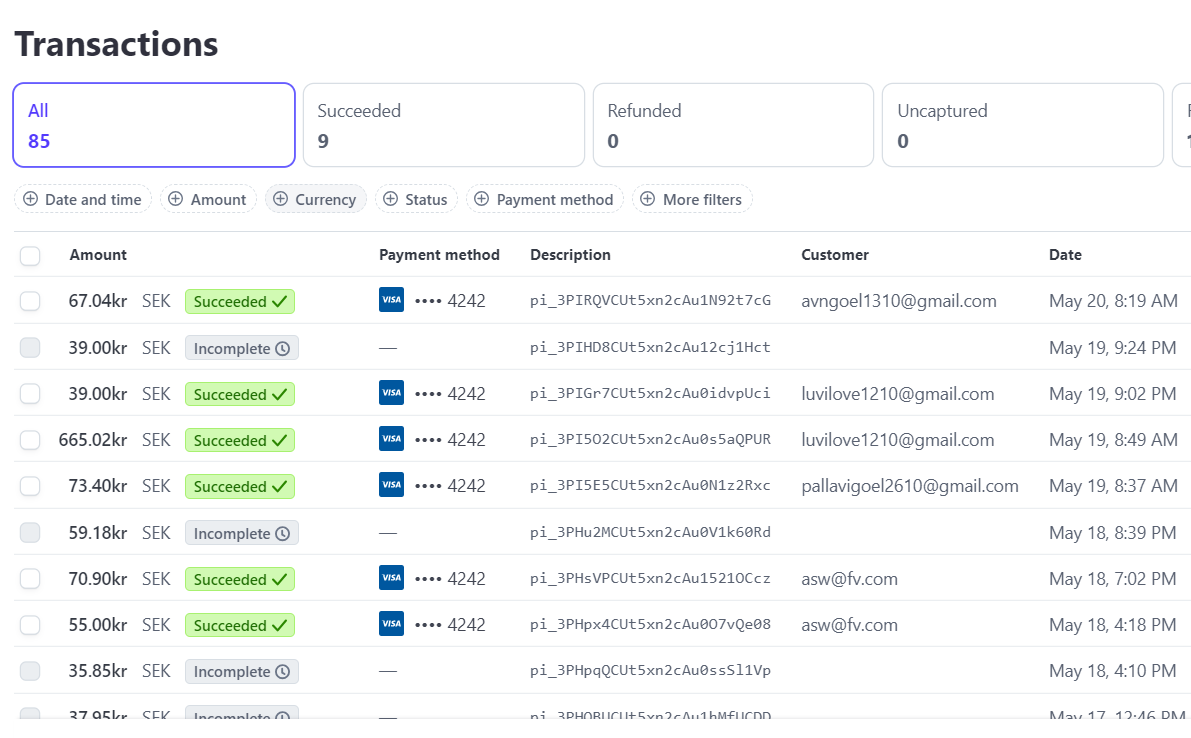 Transactions
All Succeeded Refunded Uncaptured
85 9 0 0
Date and time Amount Currency Status Payment method More filters
Amount Payment method Description Customer Date
67.04kr SEK Succeeded VISA •••• 4242 pi_3PIRQVCUt5xn2cAu1N92t7cG avngoel1310@gmail.com May 20, 8:19 AM
39.00kr SEK Incomplete — pi_3PIHD8CUt5xn2cAu12cj1Hct May 19, 9:24 PM
39.00kr SEK Succeeded VISA •••• 4242 pi_3PIGr7CUt5xn2cAu0idvpUci luvilove1210@gmail.com May 19, 9:02 PM
665.02kr SEK Succeeded VISA •••• 4242 pi_3PI5O2CUt5xn2cAu0s5aQPUR luvilove1210@gmail.com May 19, 8:49 AM
73.40kr SEK Succeeded VISA •••• 4242 pi_3PI5E5CUt5xn2cAu0N1z2Rxc pallavigoel2610@gmail.com May 19, 8:37 AM
59.18kr SEK Incomplete — pi_3PHu2MCUt5xn2cAu0V1k60Rd May 18, 8:39 PM
70.90kr SEK Succeeded VISA •••• 4242 pi_3PHsVPCUt5xn2cAu1521OCcz asw@fv.com May 18, 7:02 PM
55.00kr SEK Succeeded VISA •••• 4242 pi_3PHpx4CUt5xn2cAu0O7vQe08 asw@fv.com May 18, 4:18 PM
35.85kr SEK Incomplete — pi_3PHpqQCUt5xn2cAu0ssSl1Vp May 18, 4:10 PM
37.95kr SEK Incomplete — May 17, 12:46 PM